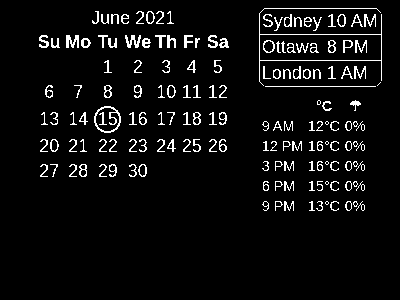 June 2021
Su Mo Tu We Th Fr Sa
1 2 3 4 5
6 7 8 9 10 11 12
13 14 15 16 17 18 19
20 21 22 23 24 25 26
27 28 29 30
Sydney 10 AM
Ottawa 8 PM
London 1 AM
°C ☂
9 AM 12°C 0%
12 PM 16°C 0%
3 PM 16°C 0%
6 PM 15°C 0%
9 PM 13°C 0%